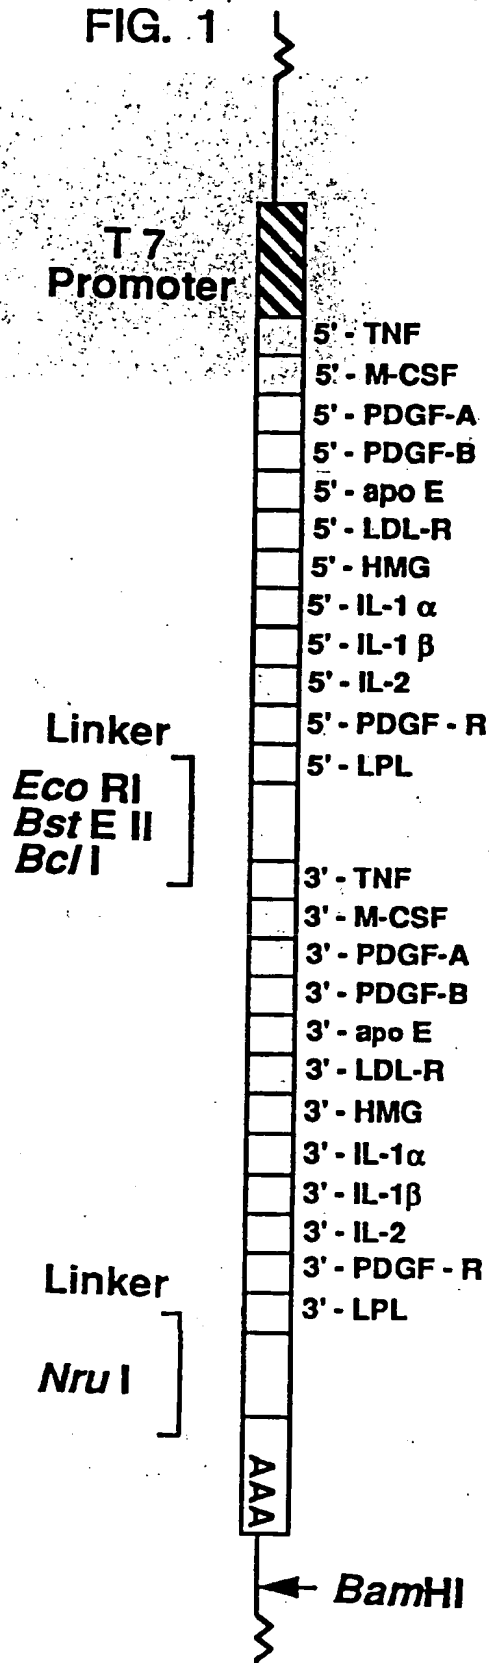 FIG. 1
T 7
Promoter
5' - TNF
5' - M-CSF
5' - PDGF-A
5' - PDGF-B
5' - apo E
5' - LDL-R
5' - HMG
5' - IL-1 α
5' - IL-1 β
5' - IL-2
5' - PDGF - R
5' - LPL
Linker
Eco RI
Bst E II
Bcl I
3' - TNF
3' - M-CSF
3' - PDGF-A
3' - PDGF-B
3' - apo E
3' - LDL-R
3' - HMG
3' - IL-1α
3' - IL-1β
3' - IL-2
3' - PDGF - R
3' - LPL
Linker
Nru I
AAA
BamHI